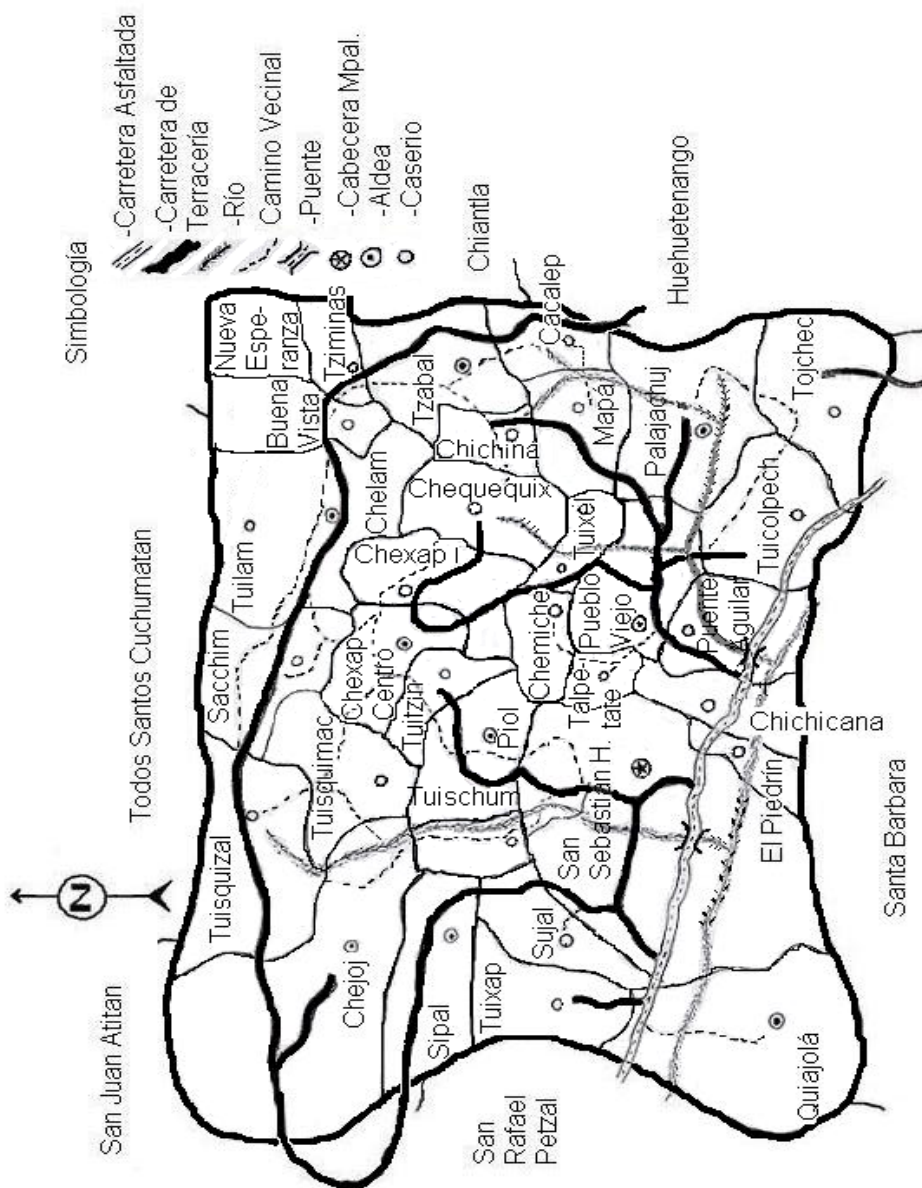 Simbología
-Carretera Asfaltada
-Carretera de
Terracería
-Río
Camino Vecinal
-Puente
-Cabecera Mpal.
-Aldea
-Caserio
San Juan Atitan
Todos Santos Cuchumatan
N
Chiantla
Huehuetenango
San
Rafael
Petzal
Santa Barbara
Tuisquizal
Sacchim
Tuilam
Buena
Vista
Nueva
Espe-
ranza
Tziminas
Chejoj
Tuisqumac
Chexap
Centro
Chexap I
Chelam
Tzabal
Sipal
Tuischum
Tuitzin
Piol
Chequequix
Chichina
Cacalep
Tuixap
Sujal
San
Sebastian H.
Talpe-
tate
Chemiche
Pueblo
Viejo
Tuixel
Mapá
Palajachuj
Quiajolá
El Piedrín
Chichicana
Puente
Aguilar
Tuicolpech
Tojchec